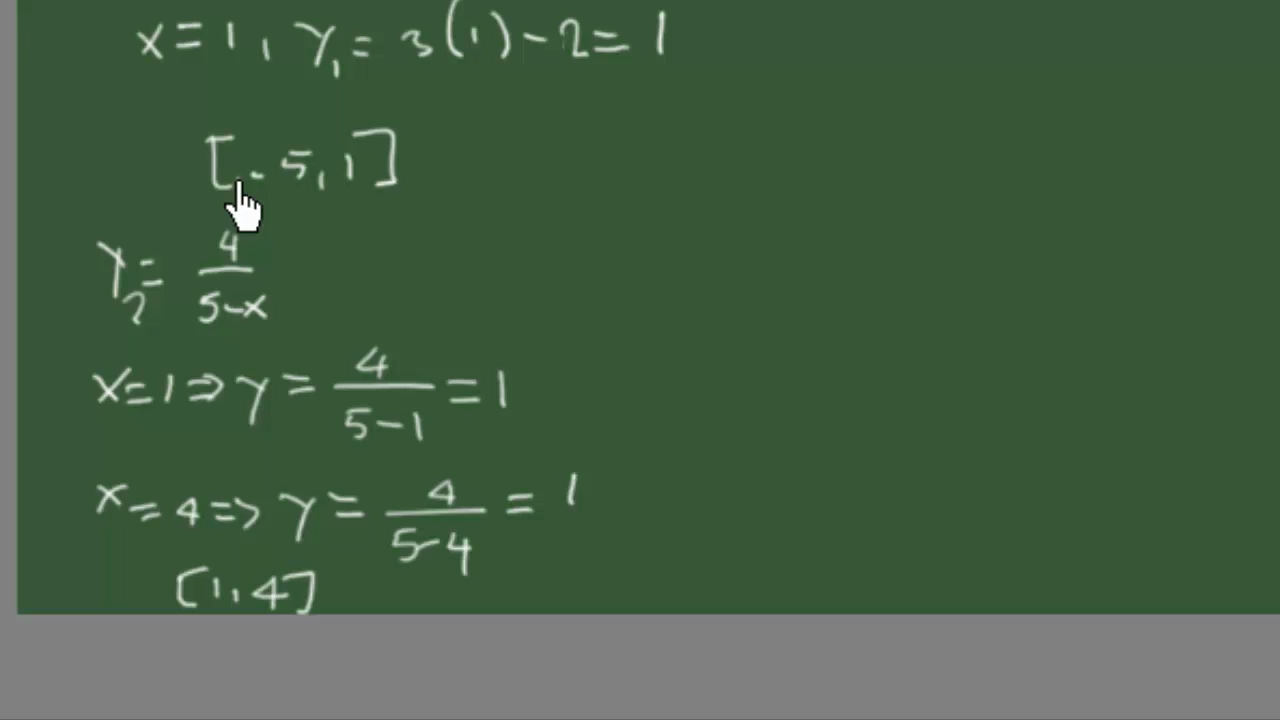 x = 1, y₁ = 3(1) - 2 = 1
[-5, 1]
y₂ = 4/(5-x)
x = 1 ⇒ y = 4/(5-1) = 1
x = 4 ⇒ y = 4/(5-4) = 1
[1, 4]